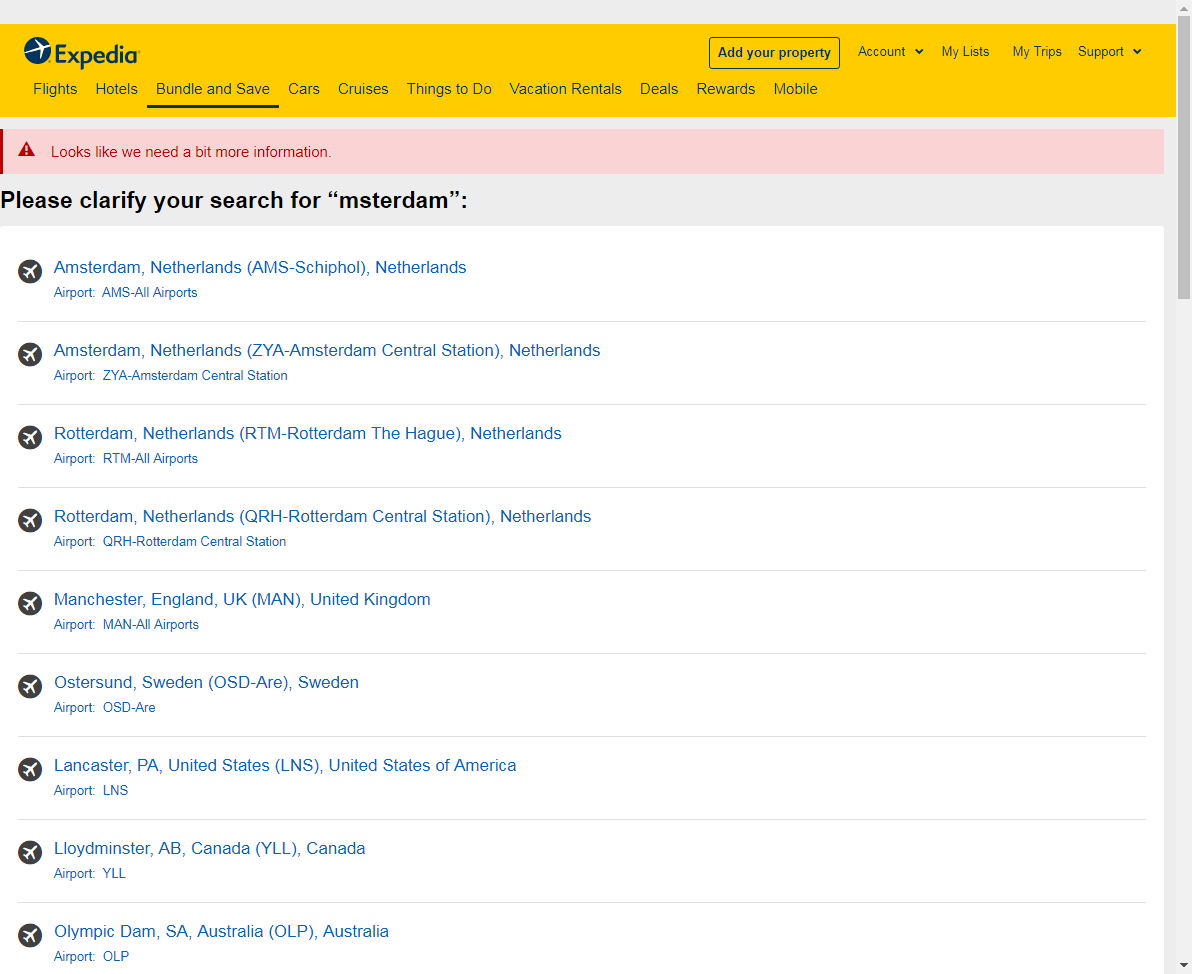 Expedia
Add your property Account My Lists My Trips Support
Flights Hotels Bundle and Save Cars Cruises Things to Do Vacation Rentals Deals Rewards Mobile
Looks like we need a bit more information.
Please clarify your search for “msterdam”:
Amsterdam, Netherlands (AMS-Schiphol), Netherlands
Airport: AMS-All Airports
Amsterdam, Netherlands (ZYA-Amsterdam Central Station), Netherlands
Airport: ZYA-Amsterdam Central Station
Rotterdam, Netherlands (RTM-Rotterdam The Hague), Netherlands
Airport: RTM-All Airports
Rotterdam, Netherlands (QRH-Rotterdam Central Station), Netherlands
Airport: QRH-Rotterdam Central Station
Manchester, England, UK (MAN), United Kingdom
Airport: MAN-All Airports
Ostersund, Sweden (OSD-Are), Sweden
Airport: OSD-Are
Lancaster, PA, United States (LNS), United States of America
Airport: LNS
Lloydminster, AB, Canada (YLL), Canada
Airport: YLL
Olympic Dam, SA, Australia (OLP), Australia
Airport: OLP